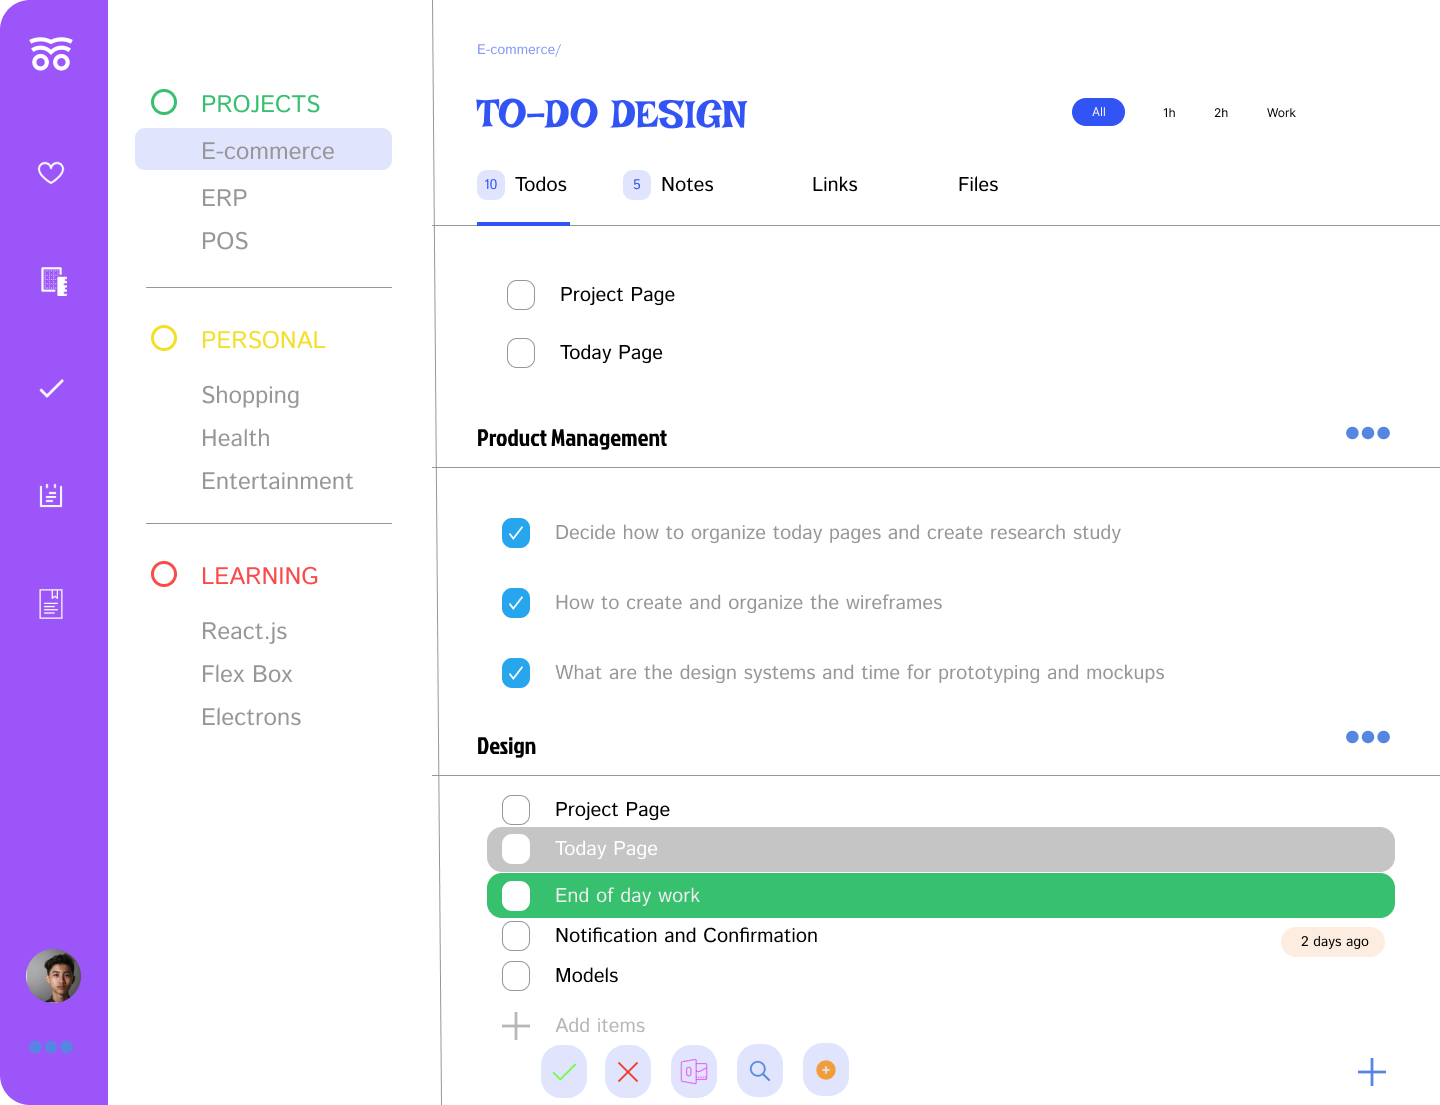 PROJECTS
E-commerce
ERP
POS
PERSONAL
Shopping
Health
Entertainment
LEARNING
React.js
Flex Box
Electrons
E-commerce/
TO-DO DESIGN
All 1h 2h Work
10 Todos 5 Notes Links Files
Project Page
Today Page
Product Management
Decide how to organize today pages and create research study
How to create and organize the wireframes
What are the design systems and time for prototyping and mockups
Design
Project Page
Today Page
End of day work
Notification and Confirmation 2 days ago
Models
Add items